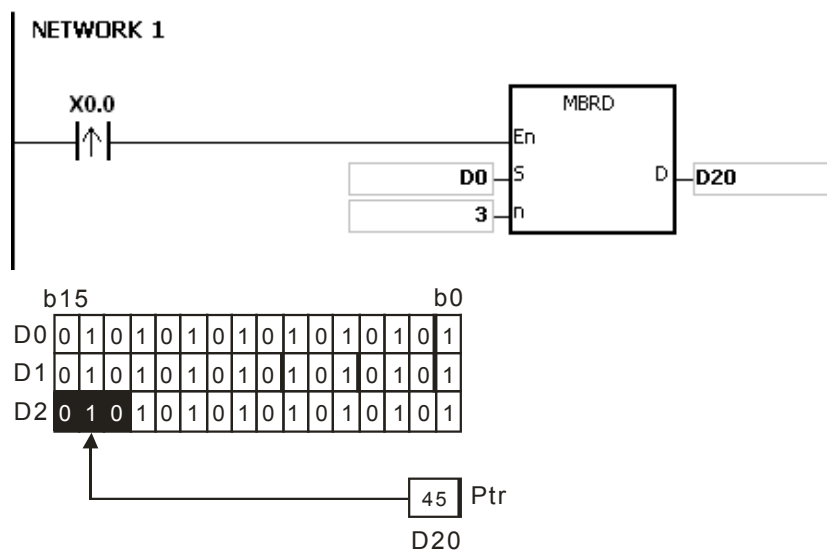 NETWORK 1
X0.0
MBRD
En
D0 S D D20
3 n
b15 b0
D0 0 1 0 1 0 1 0 1 0 1 0 1 0 1 0 1
D1 0 1 0 1 0 1 0 1 0 1 0 1 0 1 0 1
D2 0 1 0 1 0 1 0 1 0 1 0 1 0 1 0 1
45 Ptr
D20